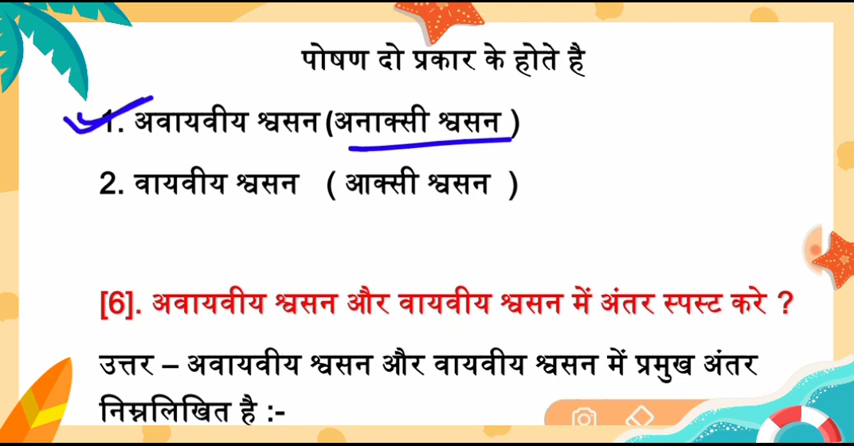 पोषण दो प्रकार के होते है
1. अवायवीय श्वसन (अनाक्सी श्वसन )
2. वायवीय श्वसन ( आक्सी श्वसन )
[6]. अवायवीय श्वसन और वायवीय श्वसन में अंतर स्पस्ट करे ?
उत्तर – अवायवीय श्वसन और वायवीय श्वसन में प्रमुख अंतर
निम्नलिखित है :-